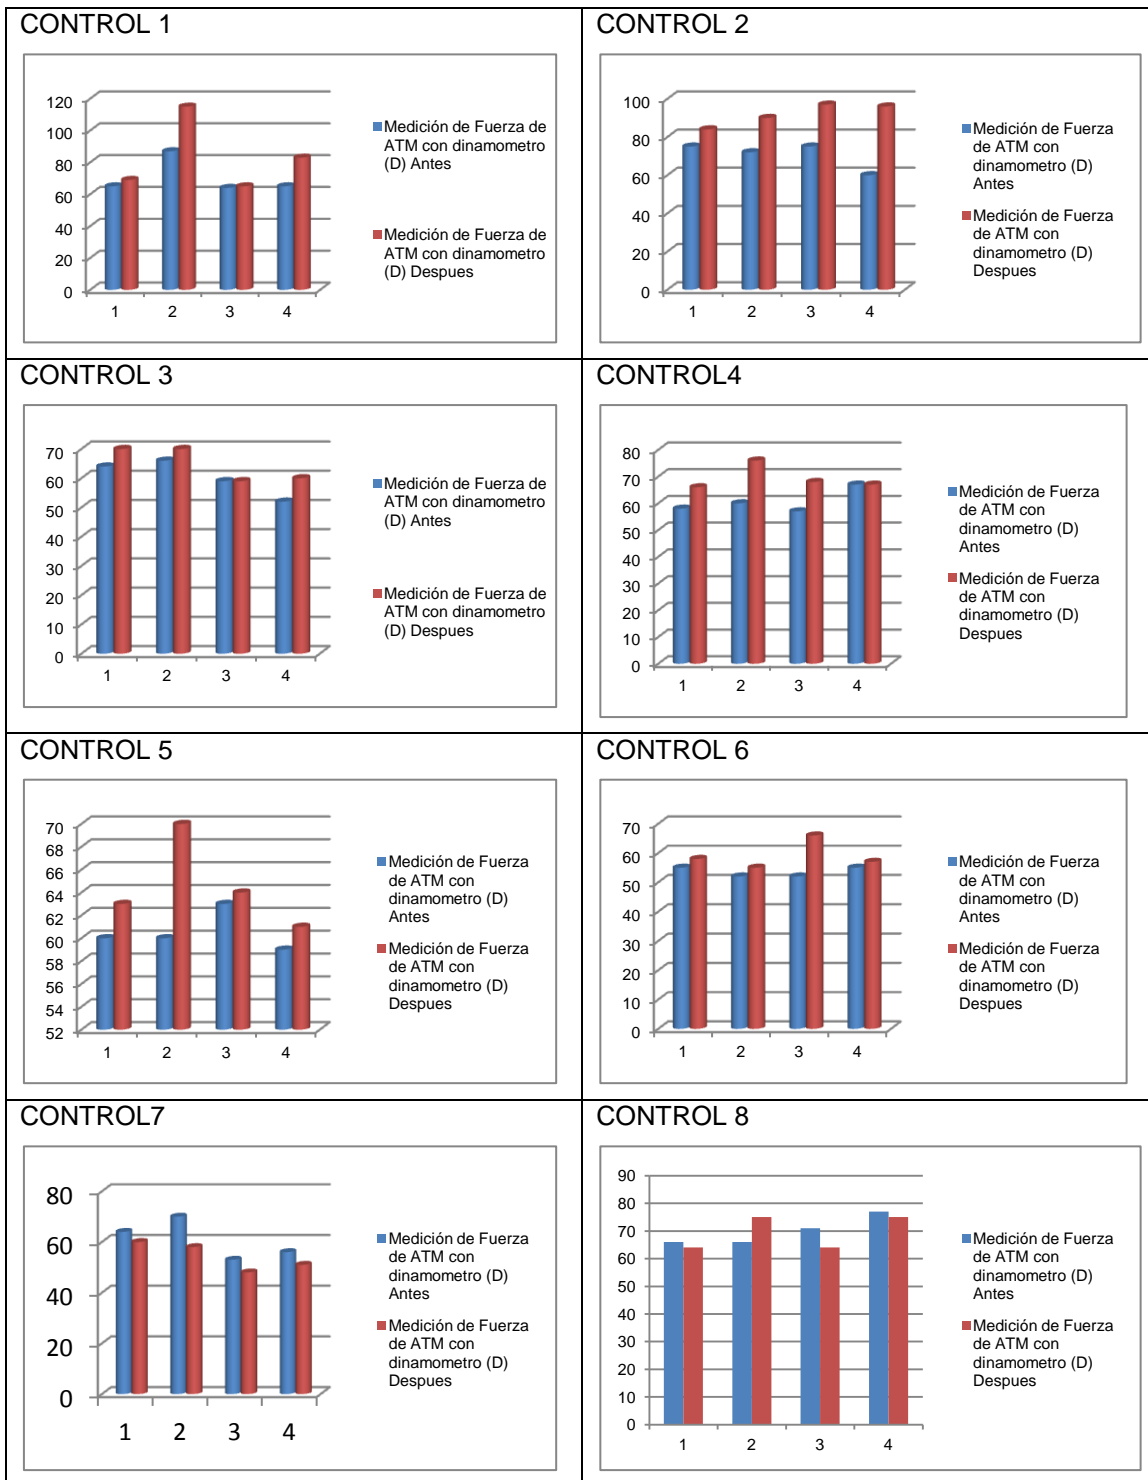 CONTROL 1
120
100
80
60
40
20
0
1 2 3 4
Medición de Fuerza de
ATM con dinamometro
(D) Antes
Medición de Fuerza de
ATM con dinamometro
(D) Despues
CONTROL 2
100
80
60
40
20
0
1 2 3 4
Medición de Fuerza
de ATM con
dinamometro (D)
Antes
Medición de Fuerza
de ATM con
dinamometro (D)
Despues
CONTROL 3
70
60
50
40
30
20
10
0
1 2 3 4
Medición de Fuerza de
ATM con dinamometro
(D) Antes
Medición de Fuerza de
ATM con dinamometro
(D) Despues
CONTROL4
80
70
60
50
40
30
20
10
0
1 2 3 4
Medición de Fuerza
de ATM con
dinamometro (D)
Antes
Medición de Fuerza
de ATM con
dinamometro (D)
Despues
CONTROL 5
70
68
66
64
62
60
58
56
54
52
1 2 3 4
Medición de Fuerza
de ATM con
dinamometro (D)
Antes
Medición de Fuerza
de ATM con
dinamometro (D)
Despues
CONTROL 6
70
60
50
40
30
20
10
0
1 2 3 4
Medición de Fuerza
de ATM con
dinamometro (D)
Antes
Medición de Fuerza
de ATM con
dinamometro (D)
Despues
CONTROL7
80
60
40
20
0
1 2 3 4
Medición de Fuerza
de ATM con
dinamometro (D)
Antes
Medición de Fuerza
de ATM con
dinamometro (D)
Despues
CONTROL 8
90
80
70
60
50
40
30
20
10
0
1 2 3 4
Medición de Fuerza
de ATM con
dinamometro (D)
Antes
Medición de Fuerza
de ATM con
dinamometro (D)
Despues